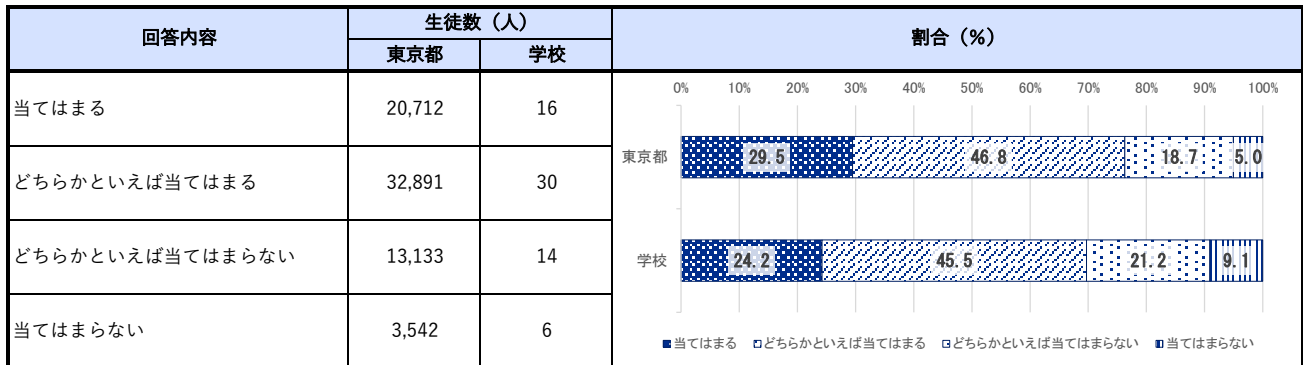 回答内容
生徒数（人）
割合（%）
東京都
学校
当てはまる
20,712
16
どちらかといえば当てはまる
32,891
30
どちらかといえば当てはまらない
13,133
14
当てはまらない
3,542
6
0% 10% 20% 30% 40% 50% 60% 70% 80% 90% 100%
東京都 29.5 46.8 18.7 5.0
学校 24.2 45.5 21.2 9.1
当てはまる どちらかといえば当てはまる どちらかといえば当てはまらない 当てはまらない